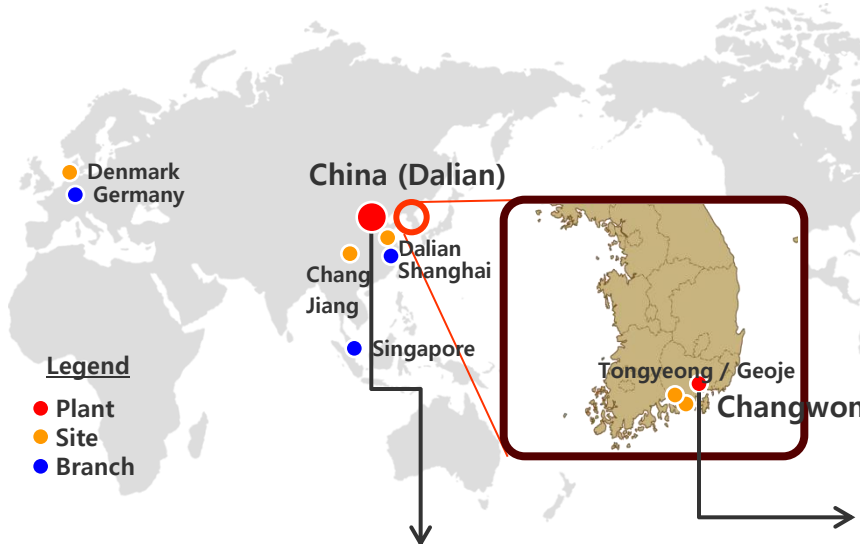 Denmark
Germany
China (Dalian)
Dalian
Shanghai
Chang
Jiang
Singapore
Legend
Plant
Site
Branch
Tongyeong / Geoje
Changwon